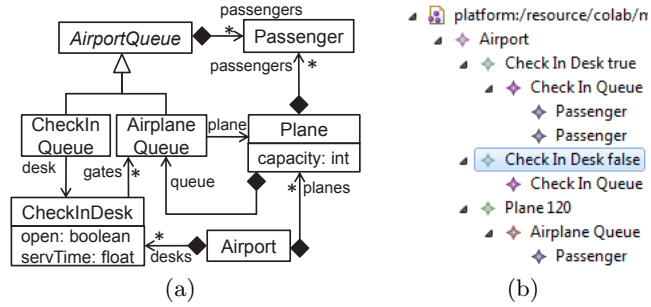 passengers
AirportQueue
*
Passenger
passengers
*
CheckIn
Queue
Airplane
Queue
plane
Plane
capacity: int
desk
gates
*
queue
*
planes
CheckInDesk
open: boolean
servTime: float
*
desks
Airport
(a)
platform:/resource/colab/m
Airport
Check In Desk true
Check In Queue
Passenger
Passenger
Check In Desk false
Check In Queue
Plane 120
Airplane Queue
Passenger
(b)